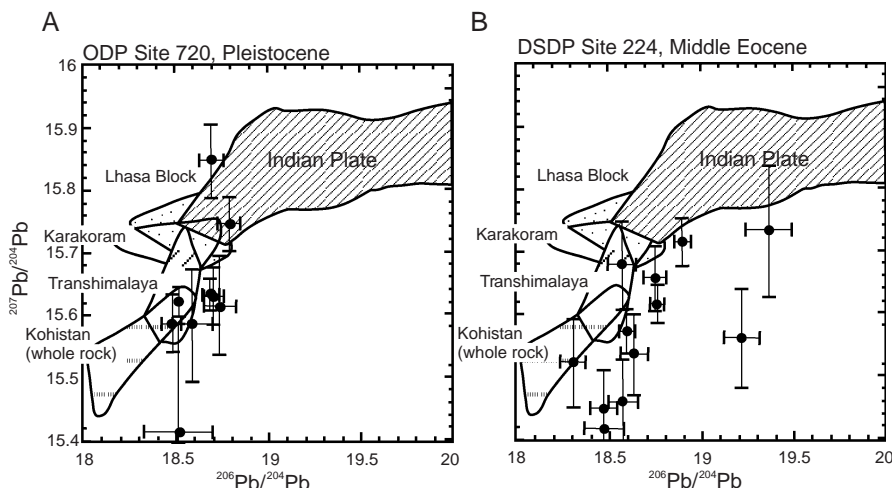 A
ODP Site 720, Pleistocene
16
15.9
15.8
15.7
15.6
15.5
15.4
207Pb/204Pb
Indian Plate
Lhasa Block
Karakoram
Transhimalaya
Kohistan
(whole rock)
18
18.5
19
19.5
20
206Pb/204Pb
B
DSDP Site 224, Middle Eocene
Indian Plate
Lhasa Block
Karakoram
Transhimalaya
Kohistan
(whole rock)
18
18.5
19
19.5
20
206Pb/204Pb